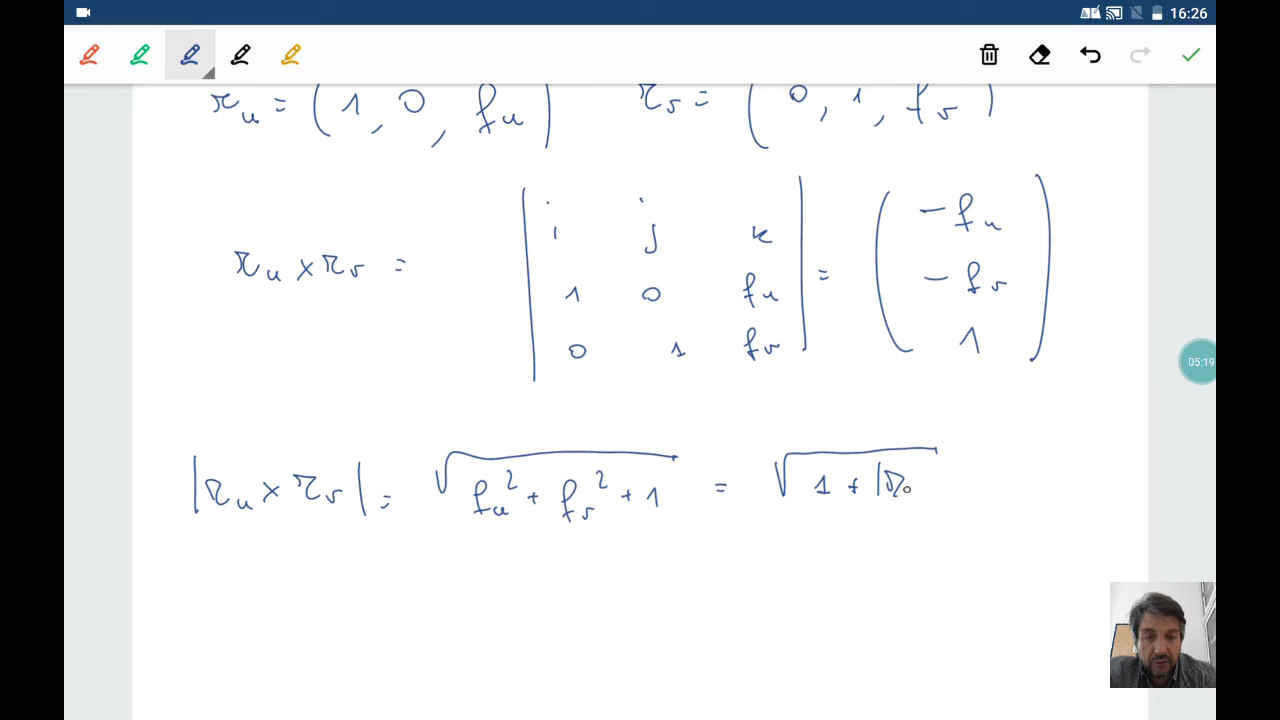 16:26
r_u = (1, 0, f_u) r_v = (0, 1, f_v)
r_u × r_v = | i j k
1 0 f_u
0 1 f_v | = ( -f_u
-f_v
1 )
05:19
|r_u × r_v| = √(f_u² + f_v² + 1) = √(1 + |∇